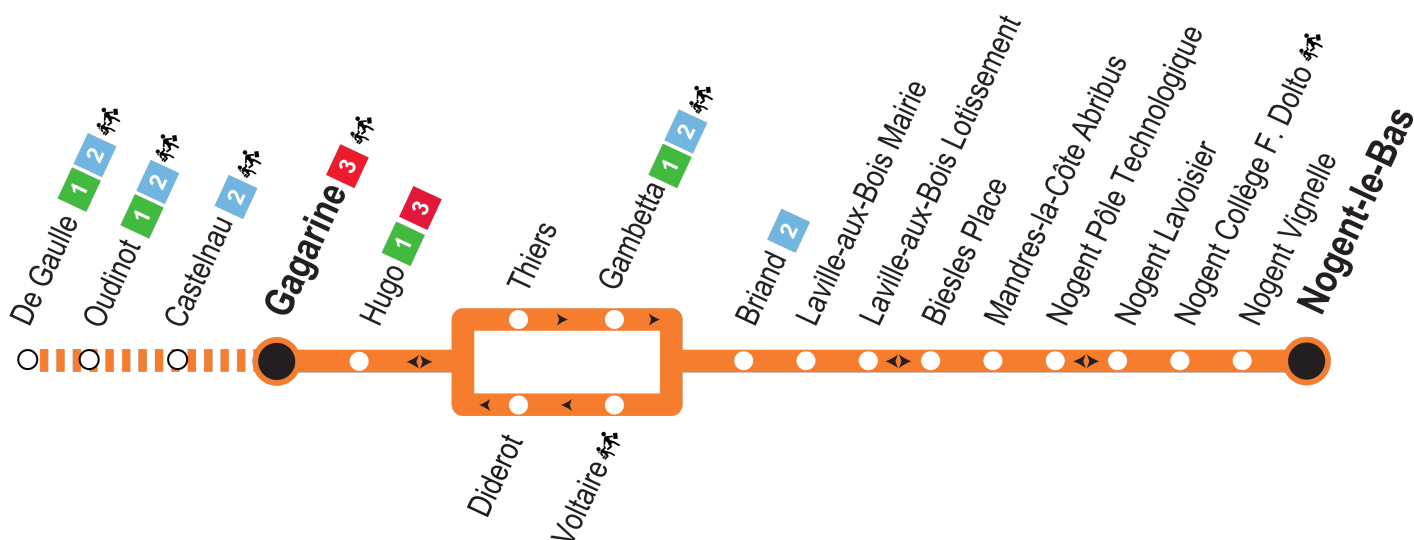 De Gaulle 1 2
Oudinot 1 2
Castelnau 2
Gagarine 3
Hugo 1 3
Thiers
Gambetta 1 2
Briand 2
Laville-aux-Bois Mairie
Laville-aux-Bois Lotissement
Biesles Place
Mandres-la-Côte Abribus
Nogent Pôle Technologique
Nogent Lavoisier
Nogent Collège F. Dolto
Nogent Vignelle
Nogent-le-Bas
Diderot
Voltaire